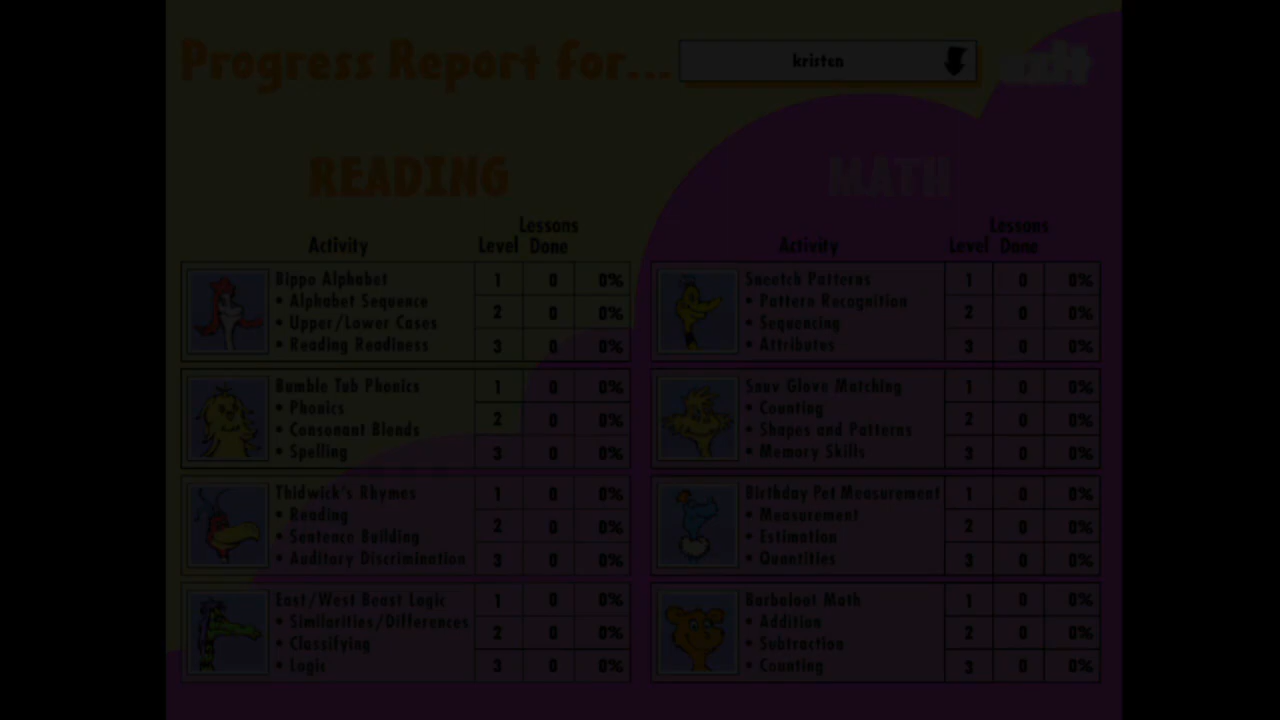 Progress Report for...
kristen
READING
Lessons
Activity Level Done
Bippo Alphabet
• Alphabet Sequence
• Upper/Lower Cases
• Reading Readiness
1 0 0%
2 0 0%
3 0 0%
Bumble Tub Phonics
• Phonics
• Consonant Blends
• Spelling
1 0 0%
2 0 0%
3 0 0%
Thidwick's Rhymes
• Reading
• Sentence Building
• Auditory Discrimination
1 0 0%
2 0 0%
3 0 0%
East/West Beast Logic
• Similarities/Differences
• Classifying
• Logic
1 0 0%
2 0 0%
3 0 0%
MATH
Lessons
Activity Level Done
Sneetch Patterns
• Pattern Recognition
• Sequencing
• Attributes
1 0 0%
2 0 0%
3 0 0%
Snuv Glove Matching
• Counting
• Shapes and Patterns
• Memory Skills
1 0 0%
2 0 0%
3 0 0%
Birthday Pet Measurement
• Measurement
• Estimation
• Quantities
1 0 0%
2 0 0%
3 0 0%
Barbaloot Math
• Addition
• Subtraction
• Counting
1 0 0%
2 0 0%
3 0 0%